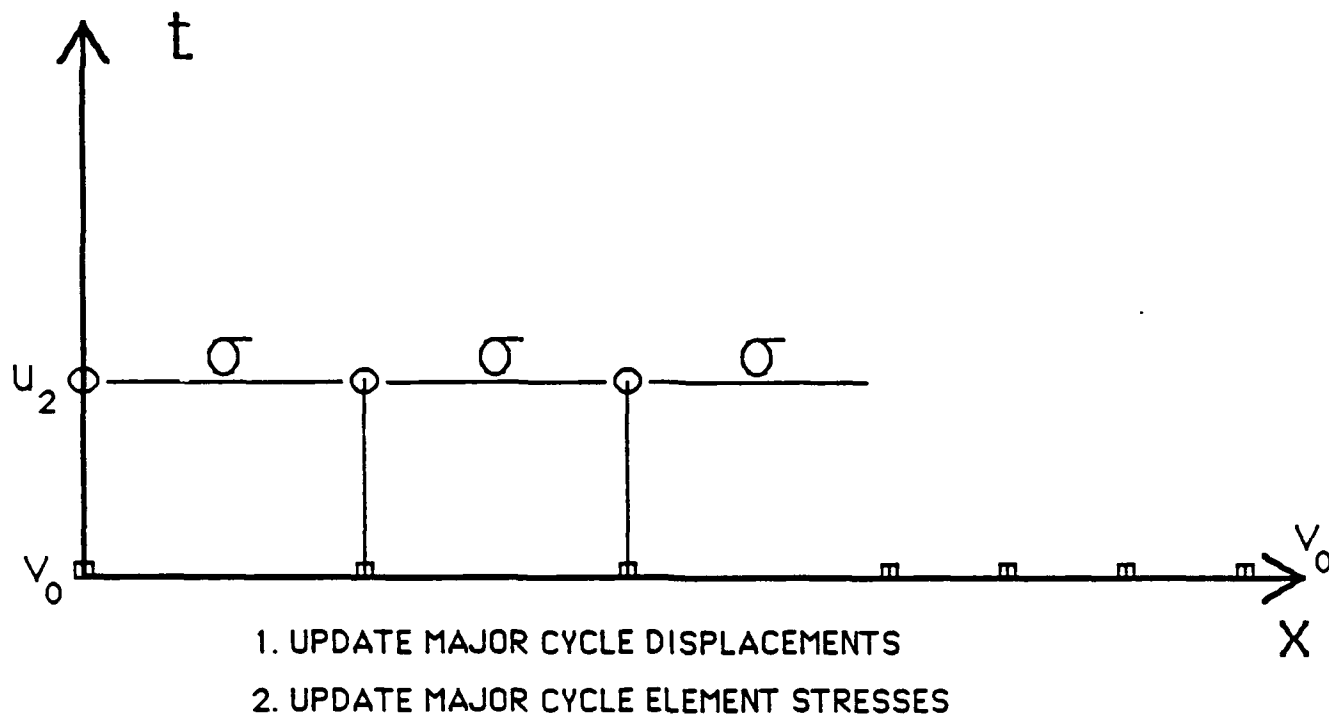 t
σ σ σ
u₂
v₀
v₀
x
1. UPDATE MAJOR CYCLE DISPLACEMENTS
2. UPDATE MAJOR CYCLE ELEMENT STRESSES